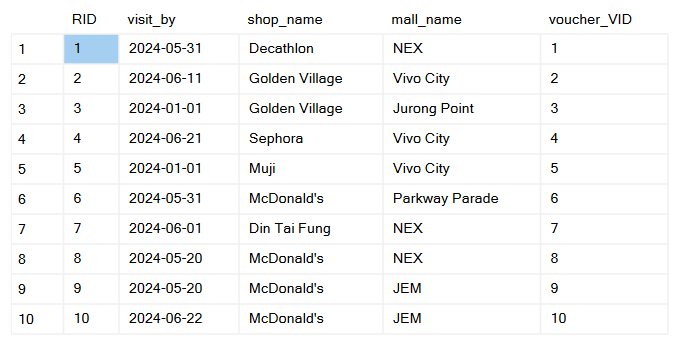 RID visit_by shop_name mall_name voucher_VID
1 1 2024-05-31 Decathlon NEX 1
2 2 2024-06-11 Golden Village Vivo City 2
3 3 2024-01-01 Golden Village Jurong Point 3
4 4 2024-06-21 Sephora Vivo City 4
5 5 2024-01-01 Muji Vivo City 5
6 6 2024-05-31 McDonald's Parkway Parade 6
7 7 2024-06-01 Din Tai Fung NEX 7
8 8 2024-05-20 McDonald's NEX 8
9 9 2024-05-20 McDonald's JEM 9
10 10 2024-06-22 McDonald's JEM 10